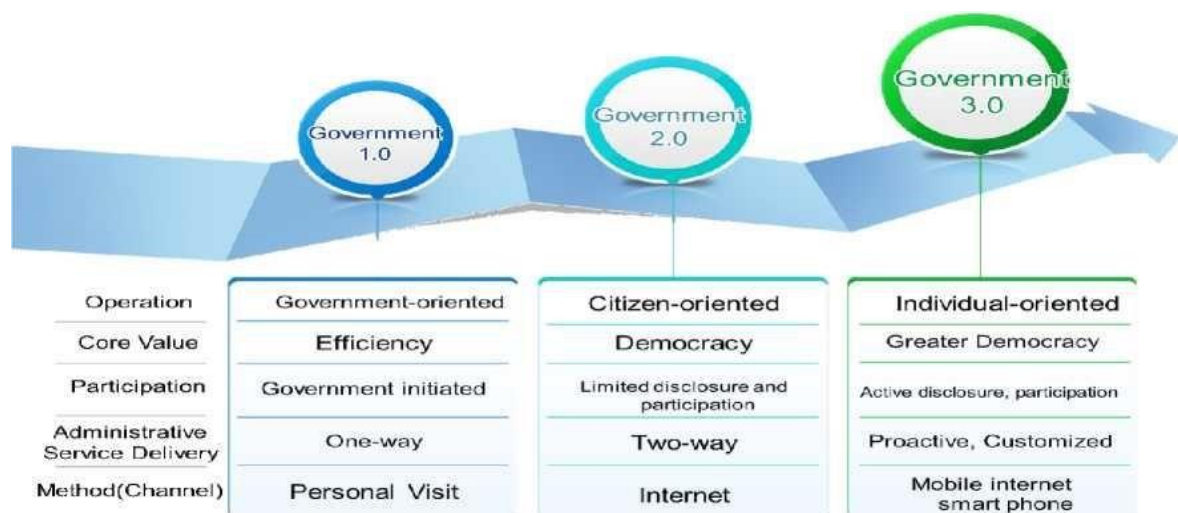 Government
1.0
Government
2.0
Government
3.0
Operation
Government-oriented
Citizen-oriented
Individual-oriented
Core Value
Efficiency
Democracy
Greater Democracy
Participation
Government initiated
Limited disclosure and
participation
Active disclosure, participation
Administrative
Service Delivery
One-way
Two-way
Proactive, Customized
Method(Channel)
Personal Visit
Internet
Mobile internet
smart phone